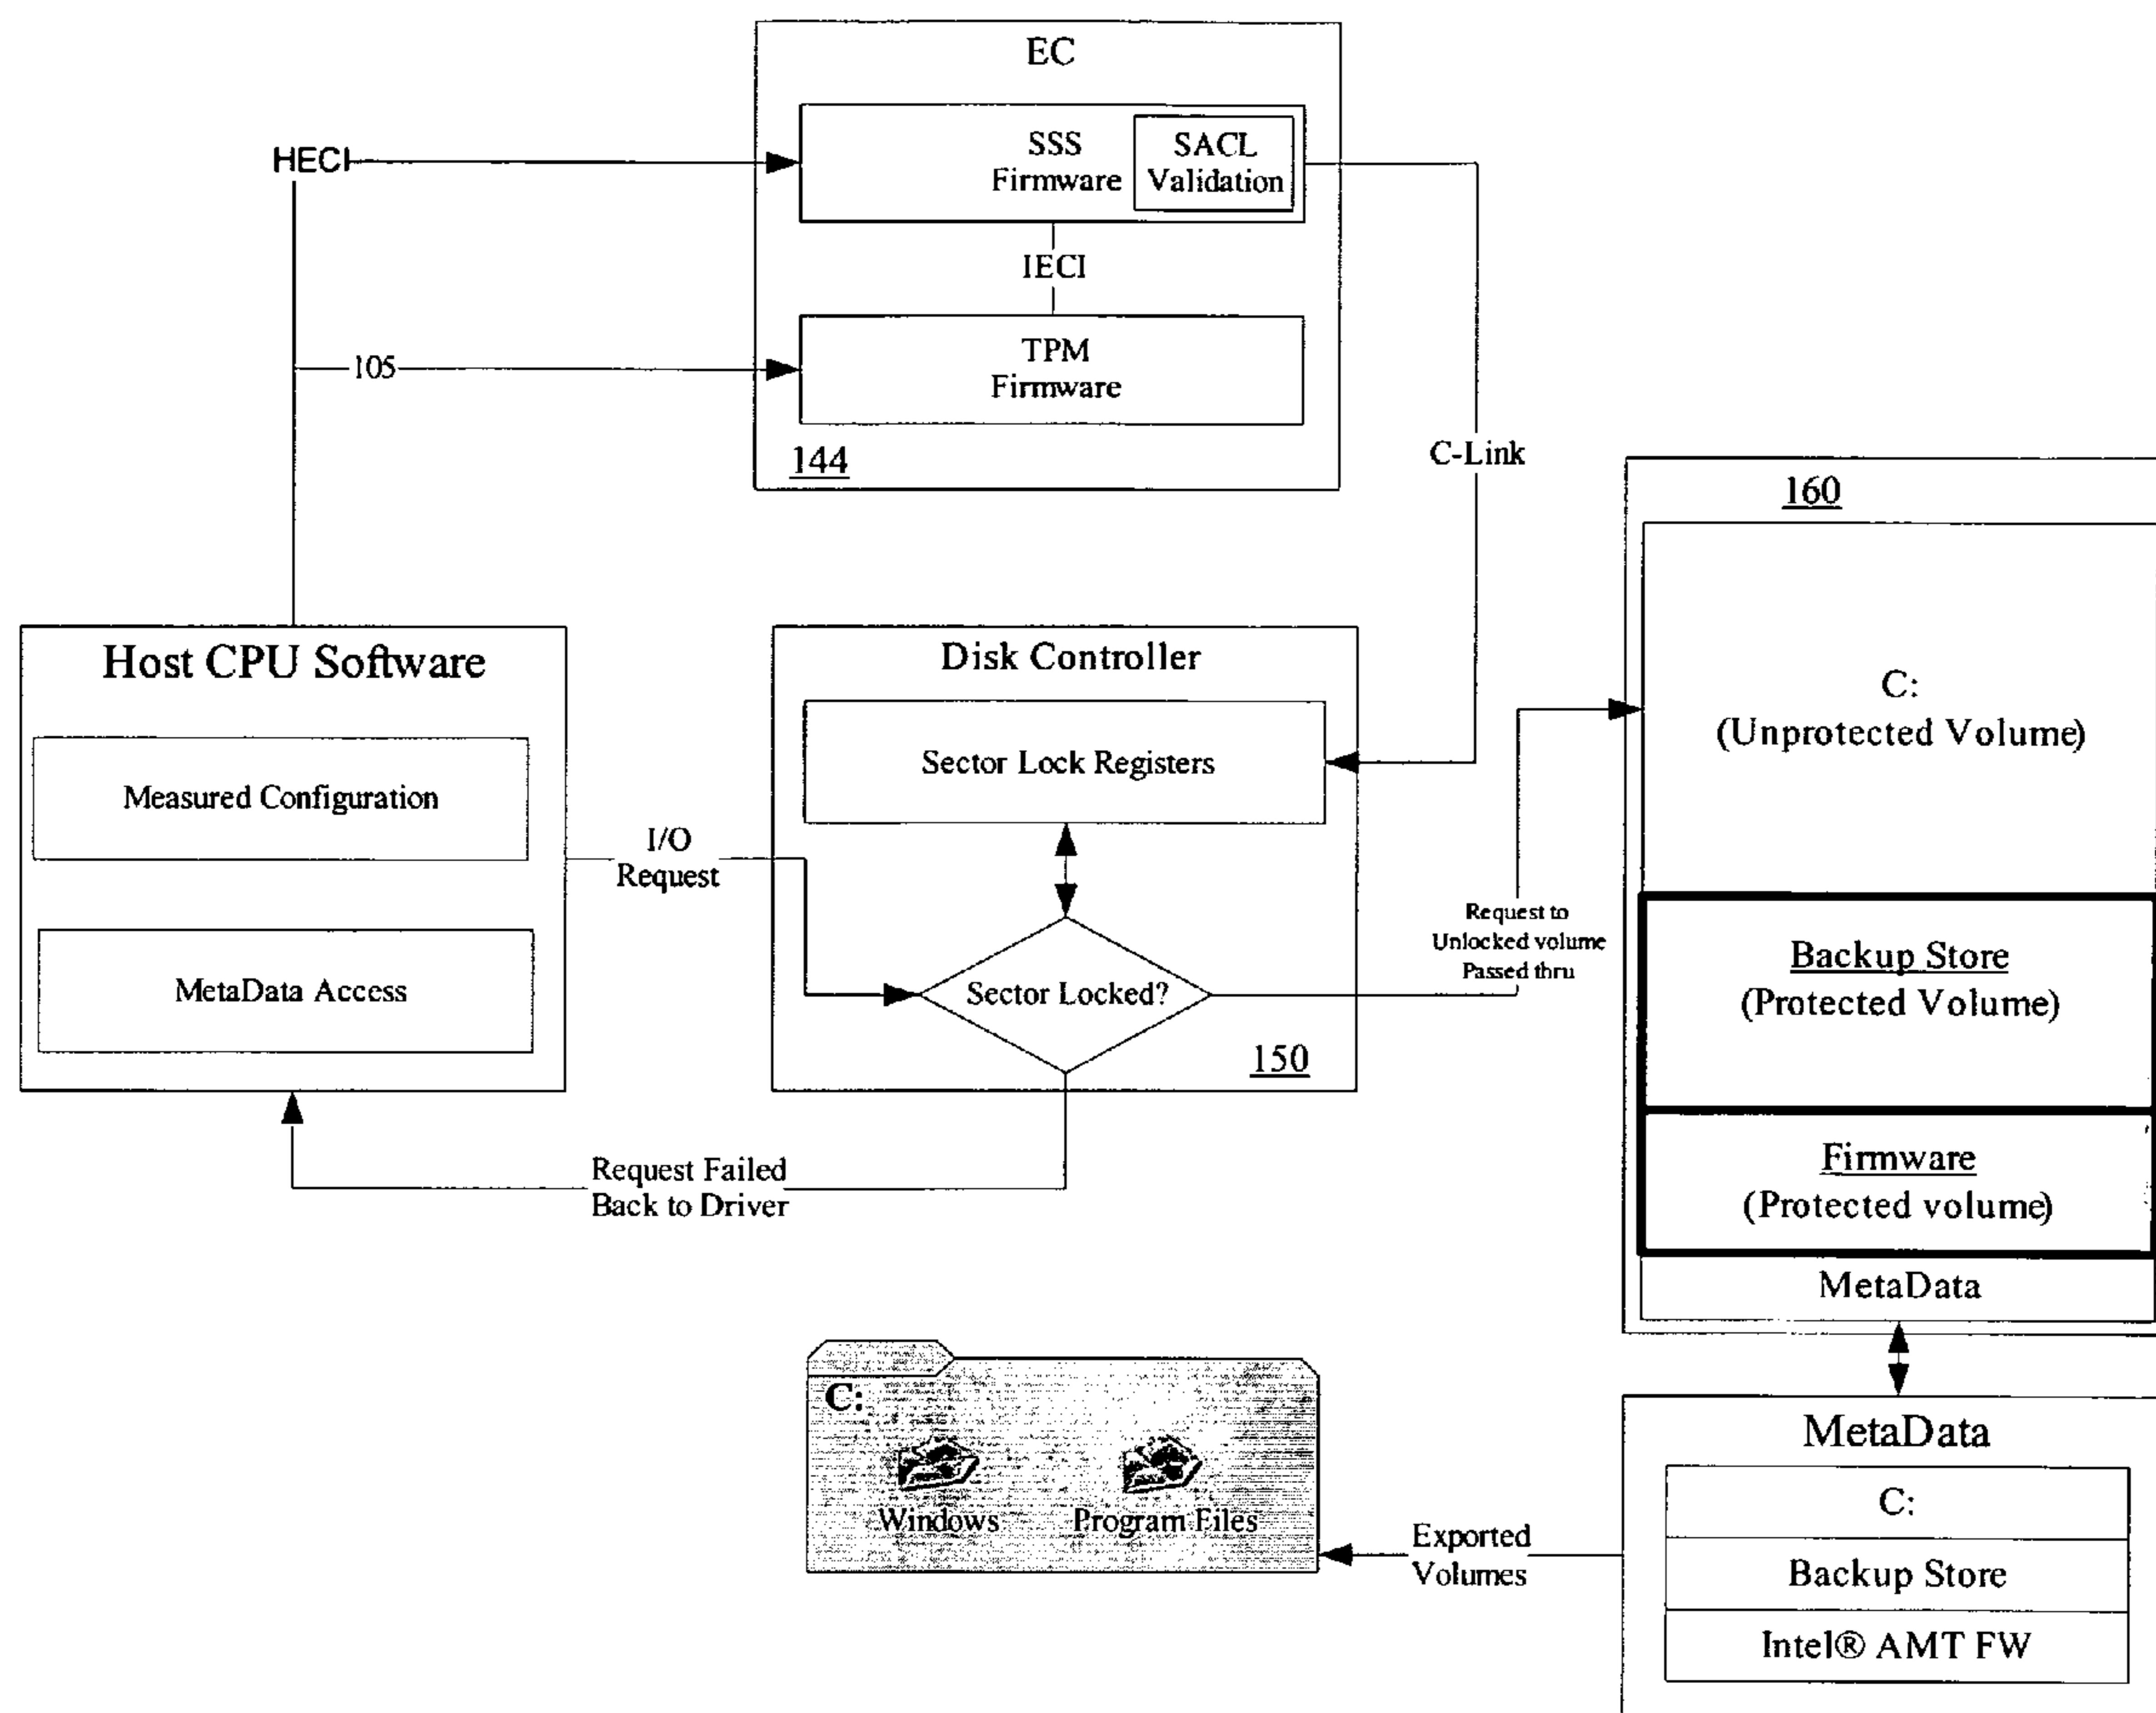 EC
SSS
Firmware
SACL
Validation
HECI
IECI
TPM
Firmware
105
144
C-Link
160
C:
(Unprotected Volume)
Host CPU Software
Measured Configuration
MetaData Access
Disk Controller
Sector Lock Registers
I/O
Request
Sector Locked?
150
Request to
Unlocked volume
Passed thru
Backup Store
(Protected Volume)
Firmware
(Protected volume)
MetaData
Request Failed
Back to Driver
C:
Windows
Program Files
Exported
Volumes
MetaData
C:
Backup Store
Intel® AMT FW